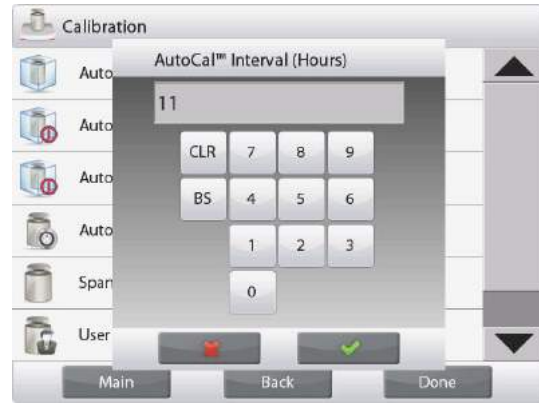 Calibration
AutoCal™ Interval (Hours)
Auto
11
Auto
CLR 7 8 9
Auto
BS 4 5 6
Auto
1 2 3
Span
0
User
Main Back Done